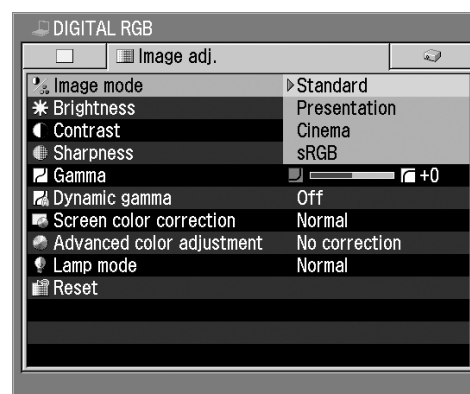 DIGITAL RGB
Image adj.
Image mode Standard
Brightness Presentation
Contrast Cinema
Sharpness sRGB
Gamma +0
Dynamic gamma Off
Screen color correction Normal
Advanced color adjustment No correction
Lamp mode Normal
Reset